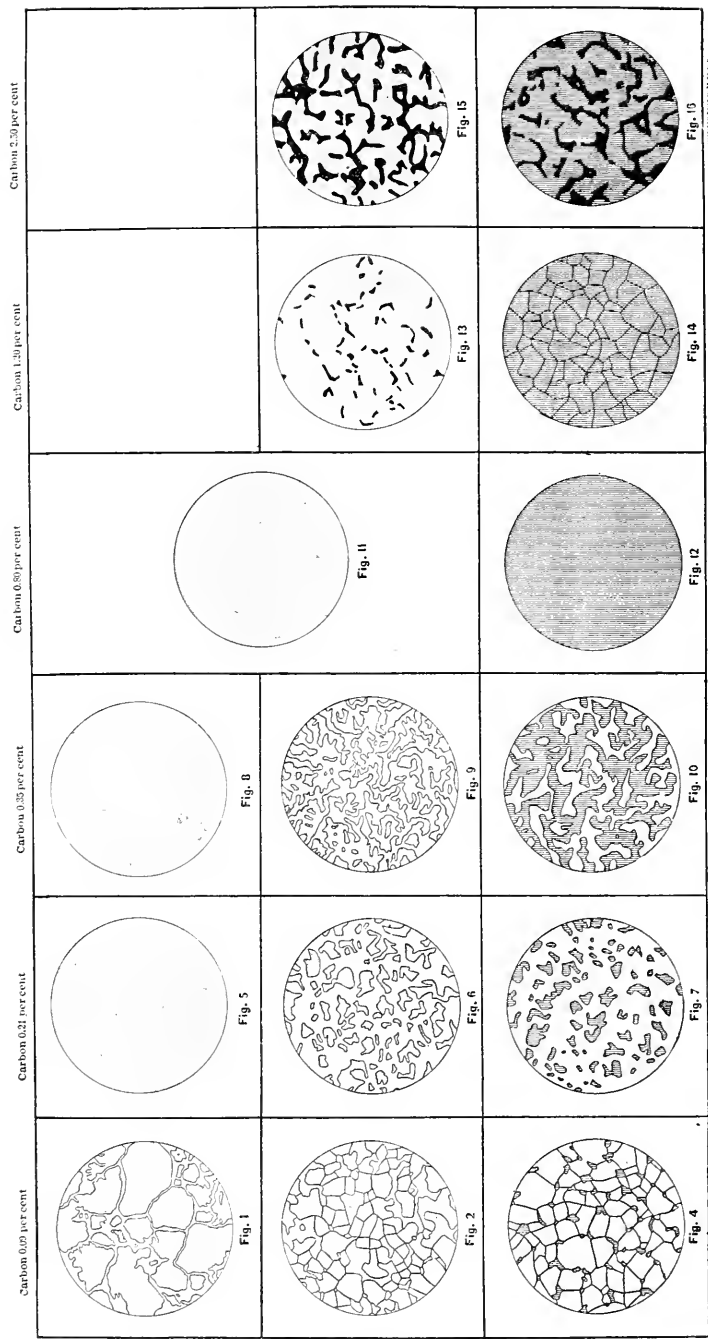 Carbon 0.09 per cent
Carbon 0.21 per cent
Carbon 0.35 per cent
Carbon 0.80 per cent
Carbon 1.20 per cent
Carbon 2.50 per cent
Fig. 1
Fig. 5
Fig. 8
Fig. 11
Fig. 2
Fig. 6
Fig. 9
Fig. 13
Fig. 15
Fig. 4
Fig. 7
Fig. 10
Fig. 12
Fig. 14
Fig. 16